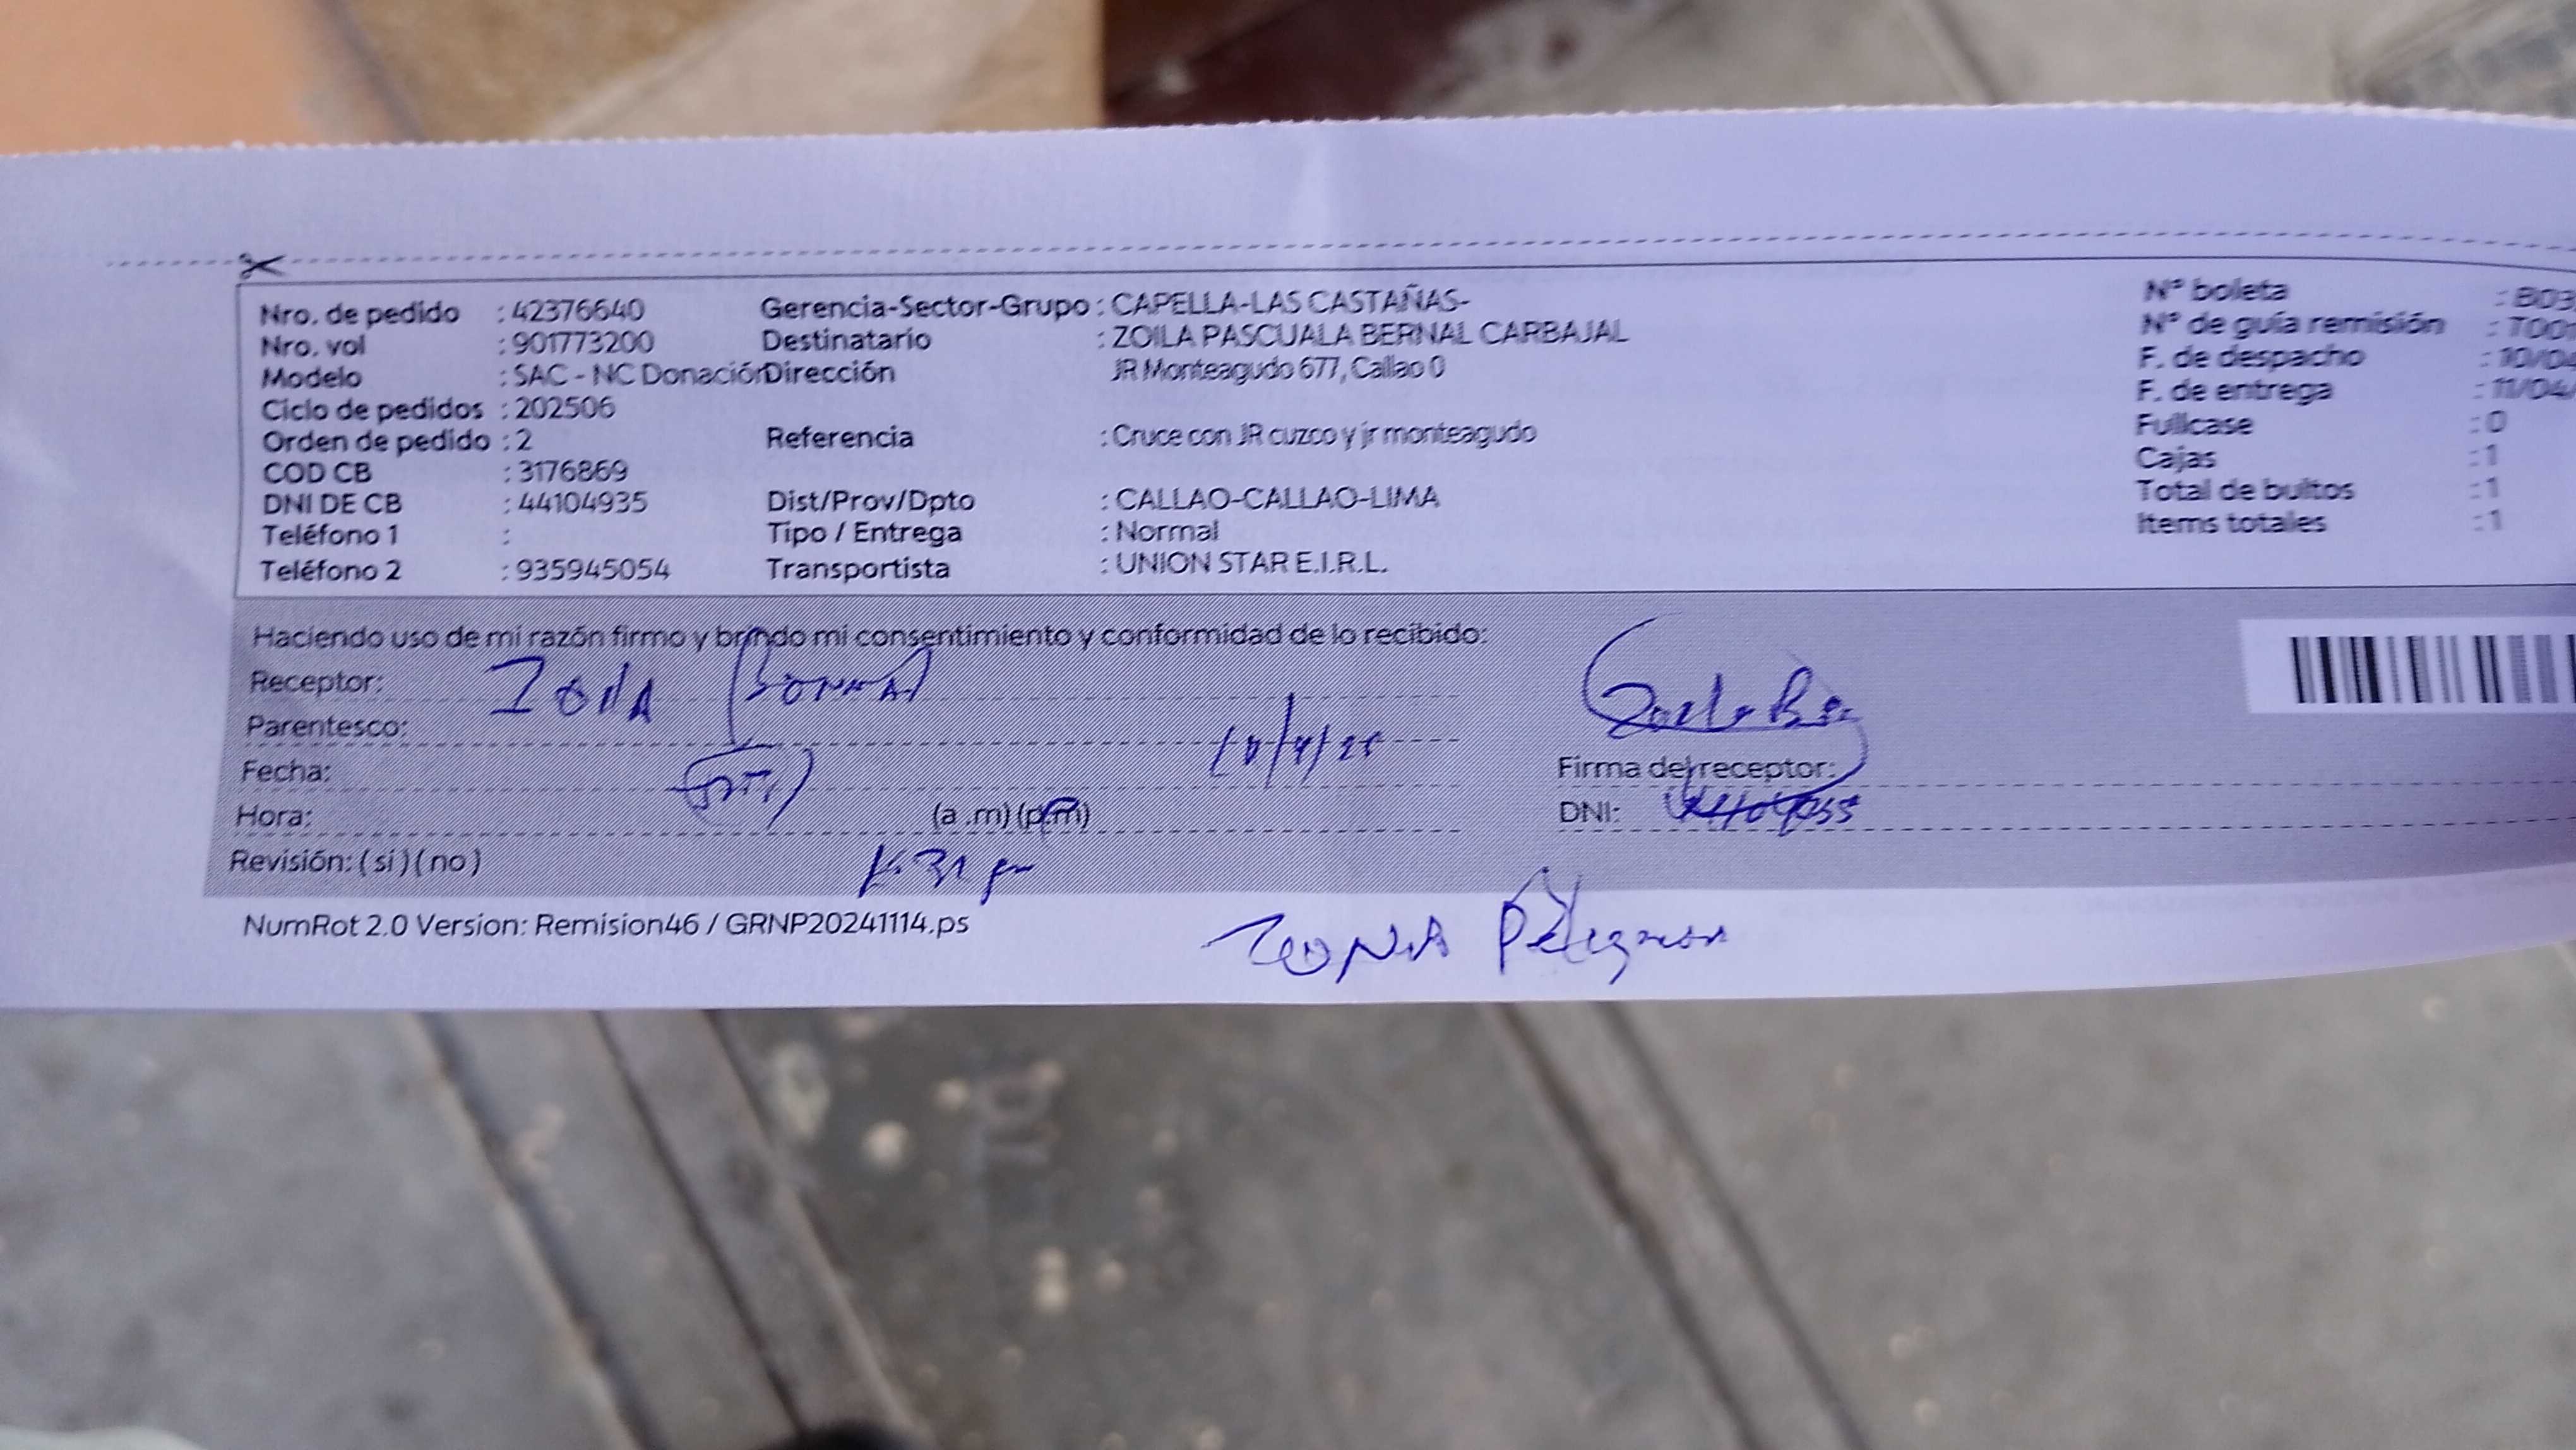 Nro. de pedido : 42376640 Gerencia-Sector-Grupo : CAPELLA-LAS CASTAÑAS- N° boleta : B03
Nro. vol : 901773200 Destinatario : ZOILA PASCUALA BERNAL CARBAJAL N° de guía remisión : T001
Modelo : SAC - NC Donación Dirección JR Monteagudo 677, Callao 0 F. de despacho : 10/04
Ciclo de pedidos : 202506 F. de entrega : 11/04/
Orden de pedido : 2 Referencia : Cruce con JR cuzco y jr monteagudo Fullcase : 0
COD CB : 3176869 Cajas : 1
DNI DE CB : 44104935 Dist/Prov/Dpto : CALLAO-CALLAO-LIMA Total de bultos : 1
Teléfono 1 : Tipo / Entrega : Normal Items totales : 1
Teléfono 2 : 935945054 Transportista : UNION STAR E.I.R.L.
Haciendo uso de mi razón firmo y brindo mi consentimiento y conformidad de lo recibido:
Receptor: Zoila Bernal
Parentesco:
Fecha: Firma del receptor:
Hora: (a .m) (p.m) DNI:
Revisión: ( si ) ( no )
NumRot 2.0 Version: Remision46 / GRNP20241114.ps